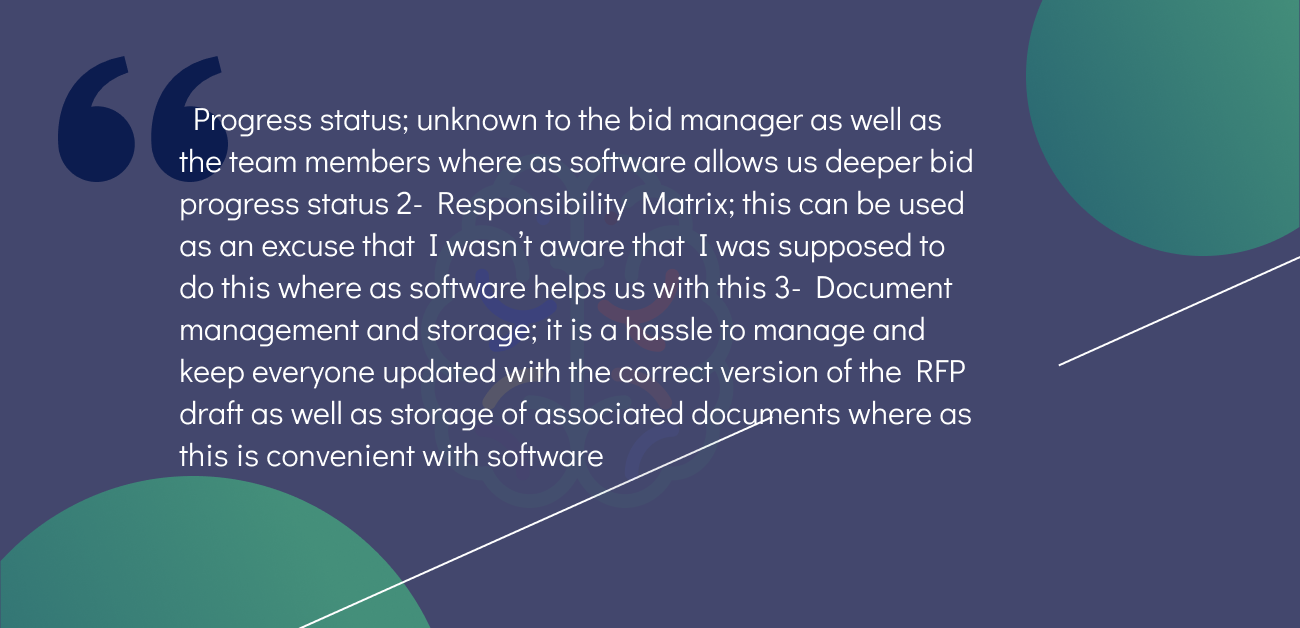 Progress status; unknown to the bid manager as well as
the team members where as software allows us deeper bid
progress status 2- Responsibility Matrix; this can be used
as an excuse that I wasn’t aware that I was supposed to
do this where as software helps us with this 3- Document
management and storage; it is a hassle to manage and
keep everyone updated with the correct version of the RFP
draft as well as storage of associated documents where as
this is convenient with software